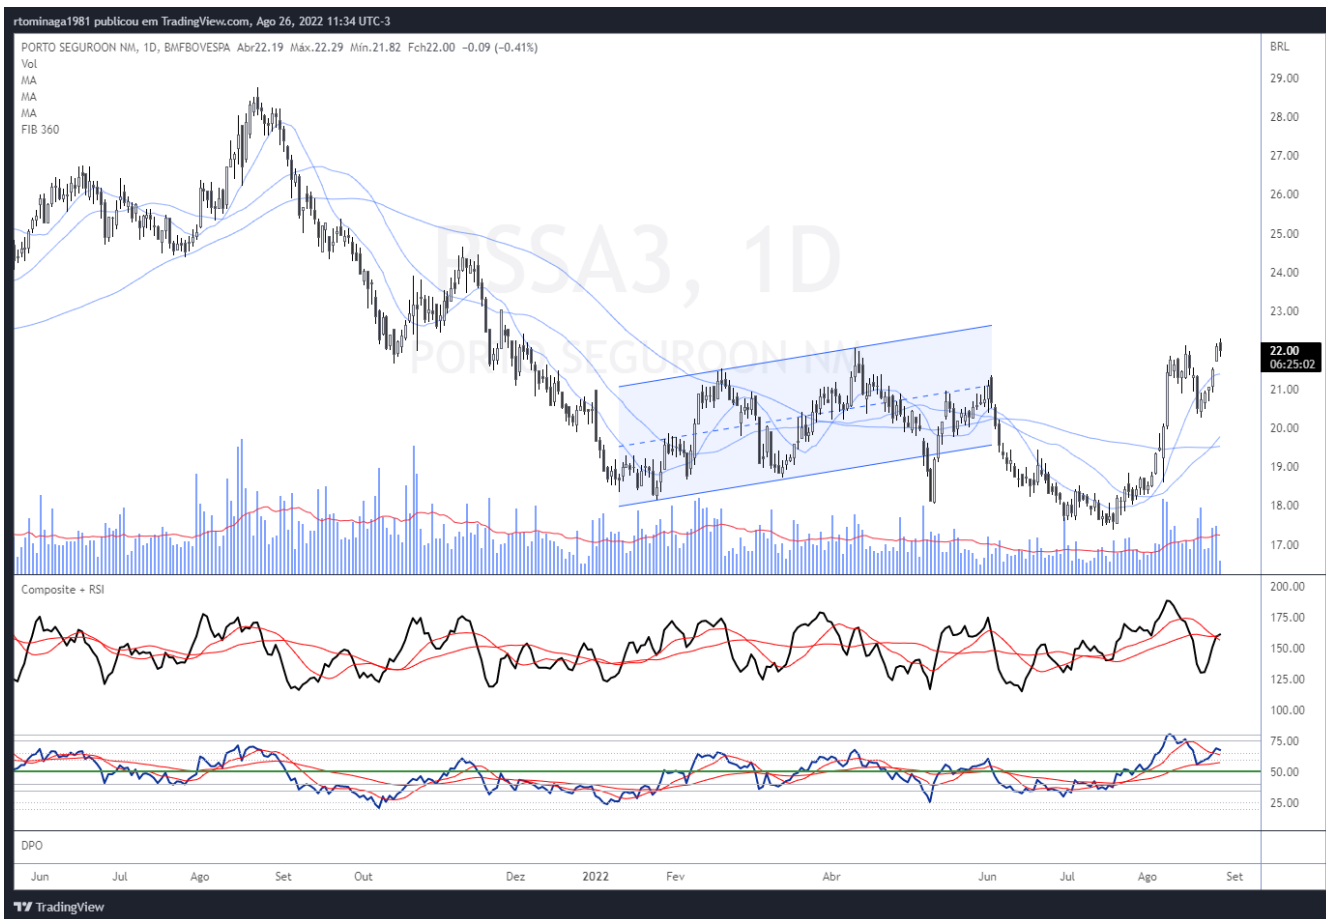 rtominaga1981 publicou em TradingView.com, Ago 26, 2022 11:34 UTC-3
PORTO SEGUROON NM, 1D, BMFBOVESPA Abr22.19 Máx.22.29 Mín.21.82 Fch22.00 −0.09 (−0.41%)
BRL
Vol
MA
MA
MA
FIB 360
PSSA3, 1D
PORTO SEGUROON NM
29.00
28.00
27.00
26.00
25.00
24.00
23.00
22.00
06:25:02
21.00
20.00
19.00
18.00
17.00
Composite + RSI
200.00
175.00
150.00
125.00
100.00
75.00
50.00
25.00
DPO
Jun Jul Ago Set Out Dez 2022 Fev Abr Jun Jul Ago Set
TradingView